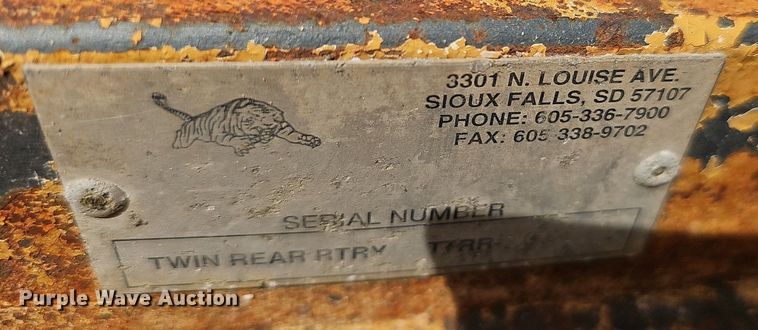 3301 N. LOUISE AVE.
SIOUX FALLS, SD 57107
PHONE: 605-336-7900
FAX: 605 338-9702
SERIAL NUMBER
TWIN REAR RTRY
Purple Wave Auction